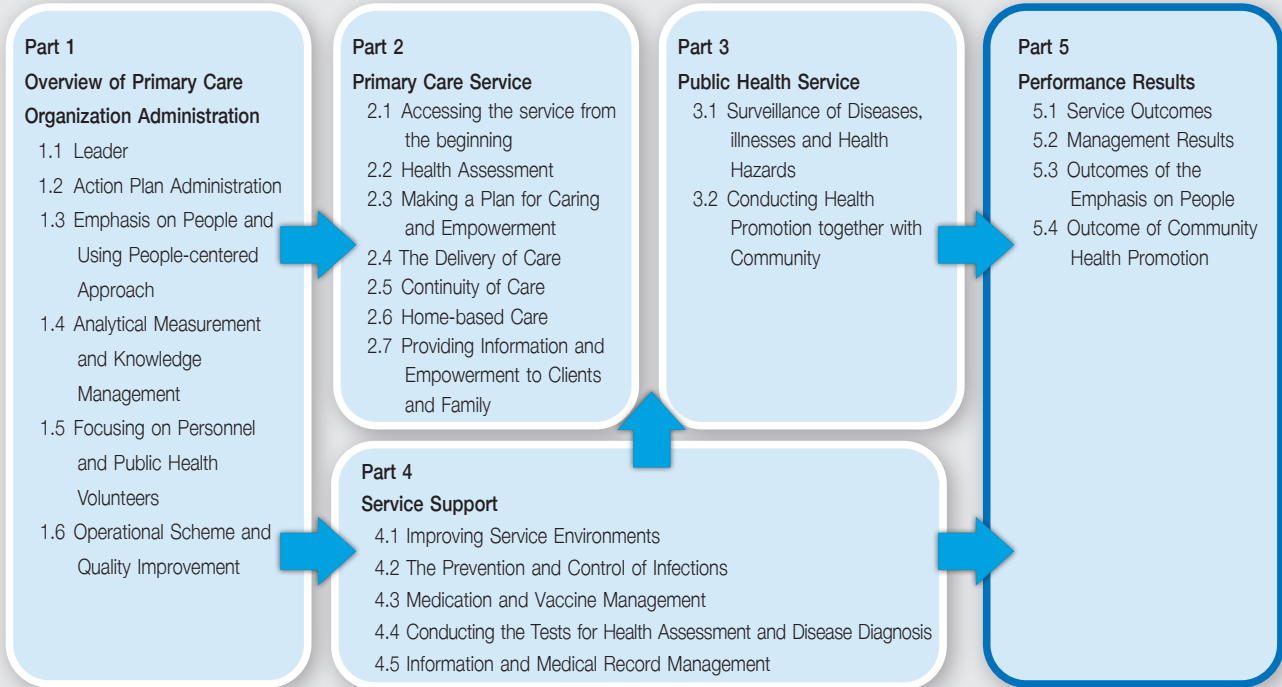 Part 1
Overview of Primary Care
Organization Administration
1.1 Leader
1.2 Action Plan Administration
1.3 Emphasis on People and
Using People-centered
Approach
1.4 Analytical Measurement
and Knowledge
Management
1.5 Focusing on Personnel
and Public Health
Volunteers
1.6 Operational Scheme and
Quality Improvement
Part 2
Primary Care Service
2.1 Accessing the service from
the beginning
2.2 Health Assessment
2.3 Making a Plan for Caring
and Empowerment
2.4 The Delivery of Care
2.5 Continuity of Care
2.6 Home-based Care
2.7 Providing Information and
Empowerment to Clients
and Family
Part 3
Public Health Service
3.1 Surveillance of Diseases,
illnesses and Health
Hazards
3.2 Conducting Health
Promotion together with
Community
Part 4
Service Support
4.1 Improving Service Environments
4.2 The Prevention and Control of Infections
4.3 Medication and Vaccine Management
4.4 Conducting the Tests for Health Assessment and Disease Diagnosis
4.5 Information and Medical Record Management
Part 5
Performance Results
5.1 Service Outcomes
5.2 Management Results
5.3 Outcomes of the
Emphasis on People
5.4 Outcome of Community
Health Promotion